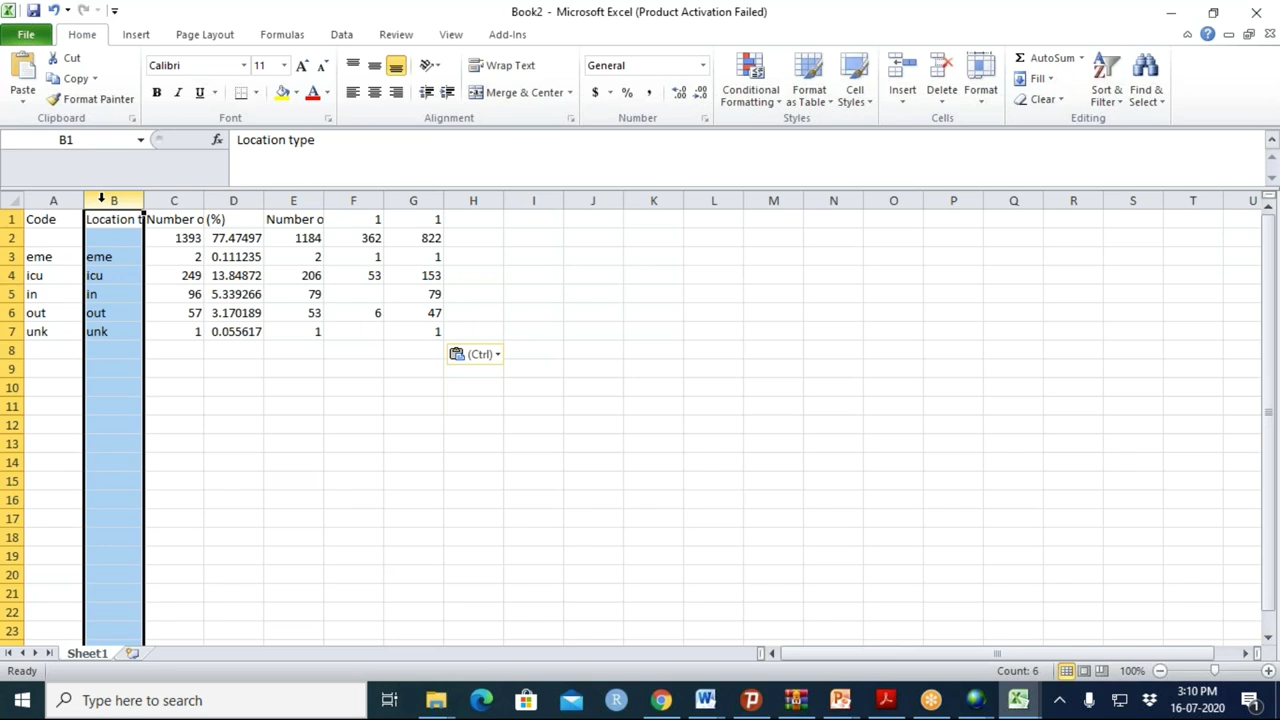 Book2 - Microsoft Excel (Product Activation Failed)
File Home Insert Page Layout Formulas Data Review View Add-Ins
Paste
Cut
Copy
Format Painter
Clipboard
Calibri 11
B I U
Font
Wrap Text
Merge & Center
Alignment
General
$ % ,
Number
Conditional Formatting
Format as Table
Cell Styles
Styles
Insert
Delete
Format
Cells
Σ AutoSum
Fill
Clear
Sort & Filter
Find & Select
Editing
B1 fx Location type
A B C D E F G H I J K L M N O P Q R S T U
1 Code Location t Number o (%) Number o 1 1
2 1393 77.47497 1184 362 822
3 eme eme 2 0.111235 2 1 1
4 icu icu 249 13.84872 206 53 153
5 in in 96 5.339266 79 79
6 out out 57 3.170189 53 6 47
7 unk unk 1 0.055617 1 1
8 (Ctrl)
9
10
11
12
13
14
15
16
17
18
19
20
21
22
23
Sheet1
Ready Count: 6 100%
Type here to search
3:10 PM
16-07-2020